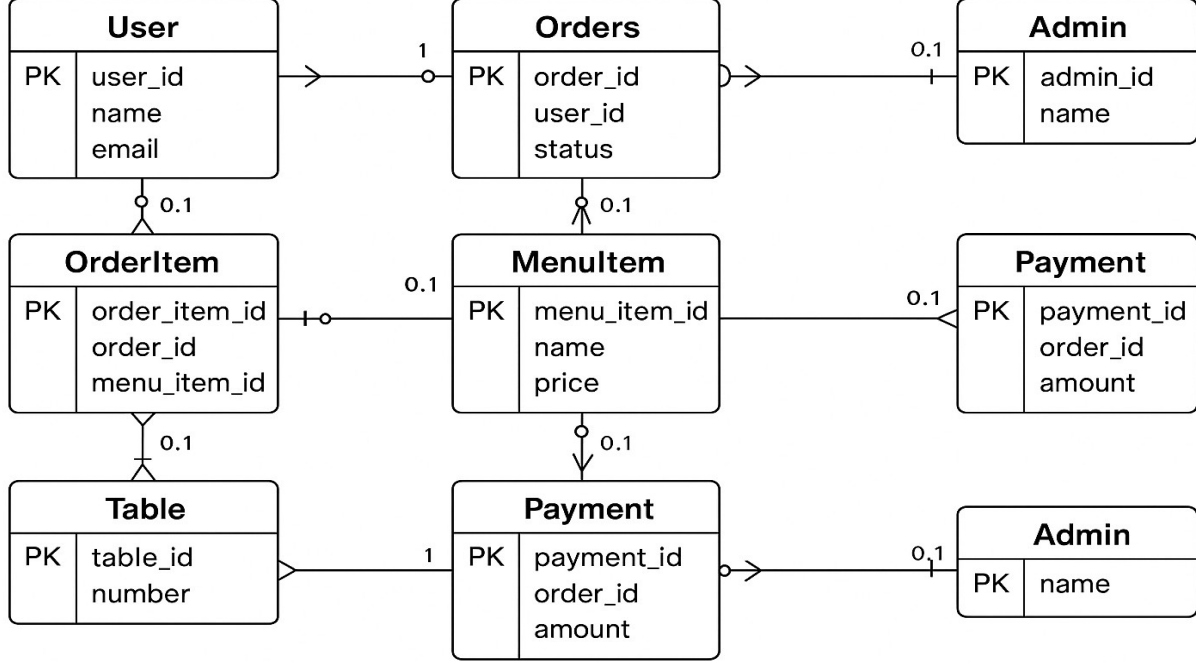 User
PK user_id
name
email
1
Orders
PK order_id
user_id
status
0.1
Admin
PK admin_id
name
0.1
0.1
OrderItem
PK order_item_id
order_id
menu_item_id
0.1
MenuItem
PK menu_item_id
name
price
0.1
Payment
PK payment_id
order_id
amount
0.1
0.1
Table
PK table_id
number
1
Payment
PK payment_id
order_id
amount
0.1
Admin
PK name